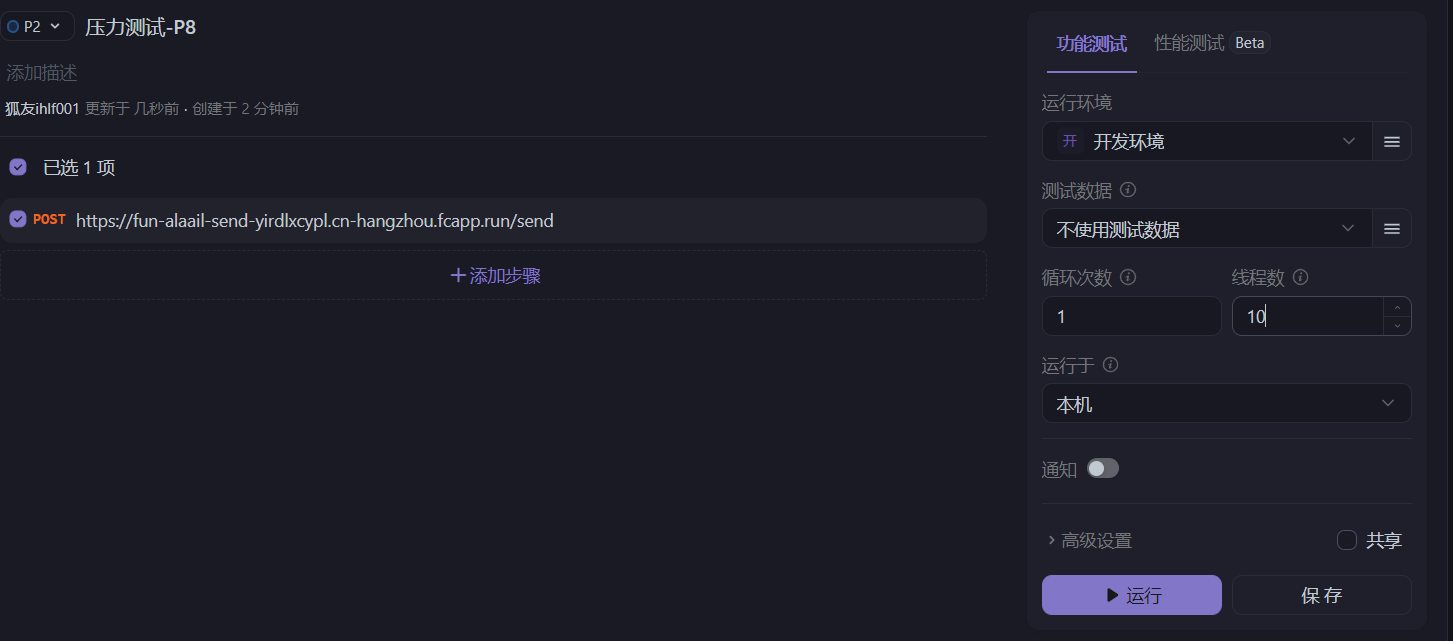 P2 压力测试-P8
添加描述
狐友ihlf001 更新于 几秒前 · 创建于 2 分钟前
已选 1 项
POST https://fun-alaail-send-yirdlxcypl.cn-hangzhou.fcapp.run/send
添加步骤
功能测试 性能测试 Beta
运行环境
开 开发环境
测试数据
不使用测试数据
循环次数 线程数
1 10
运行于
本机
通知
高级设置 共享
运行 保存